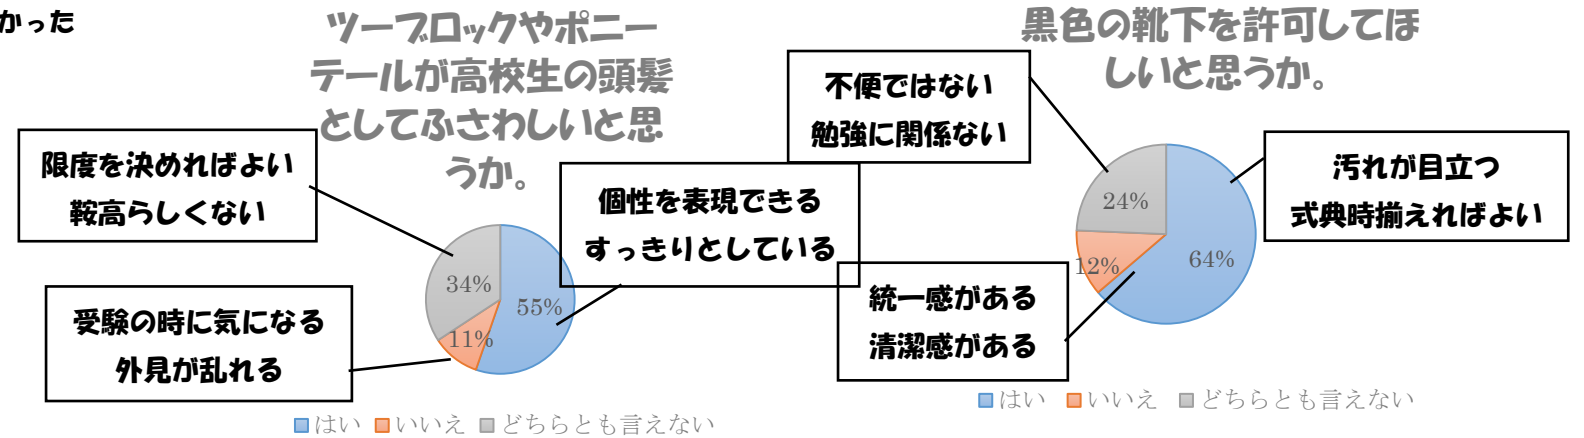 かった
ツーブロックやポニー
テールが高校生の頭髪
としてふさわしいと思
うか。
限度を決めればよい
鞍高らしくない
個性を表現できる
すっきりとしている
受験の時に気になる
外見が乱れる
34%
55%
11%
はい いいえ どちらとも言えない
黒色の靴下を許可してほ
しいと思うか。
不便ではない
勉強に関係ない
汚れが目立つ
式典時揃えればよい
統一感がある
清潔感がある
24%
12%
64%
はい いいえ どちらとも言えない